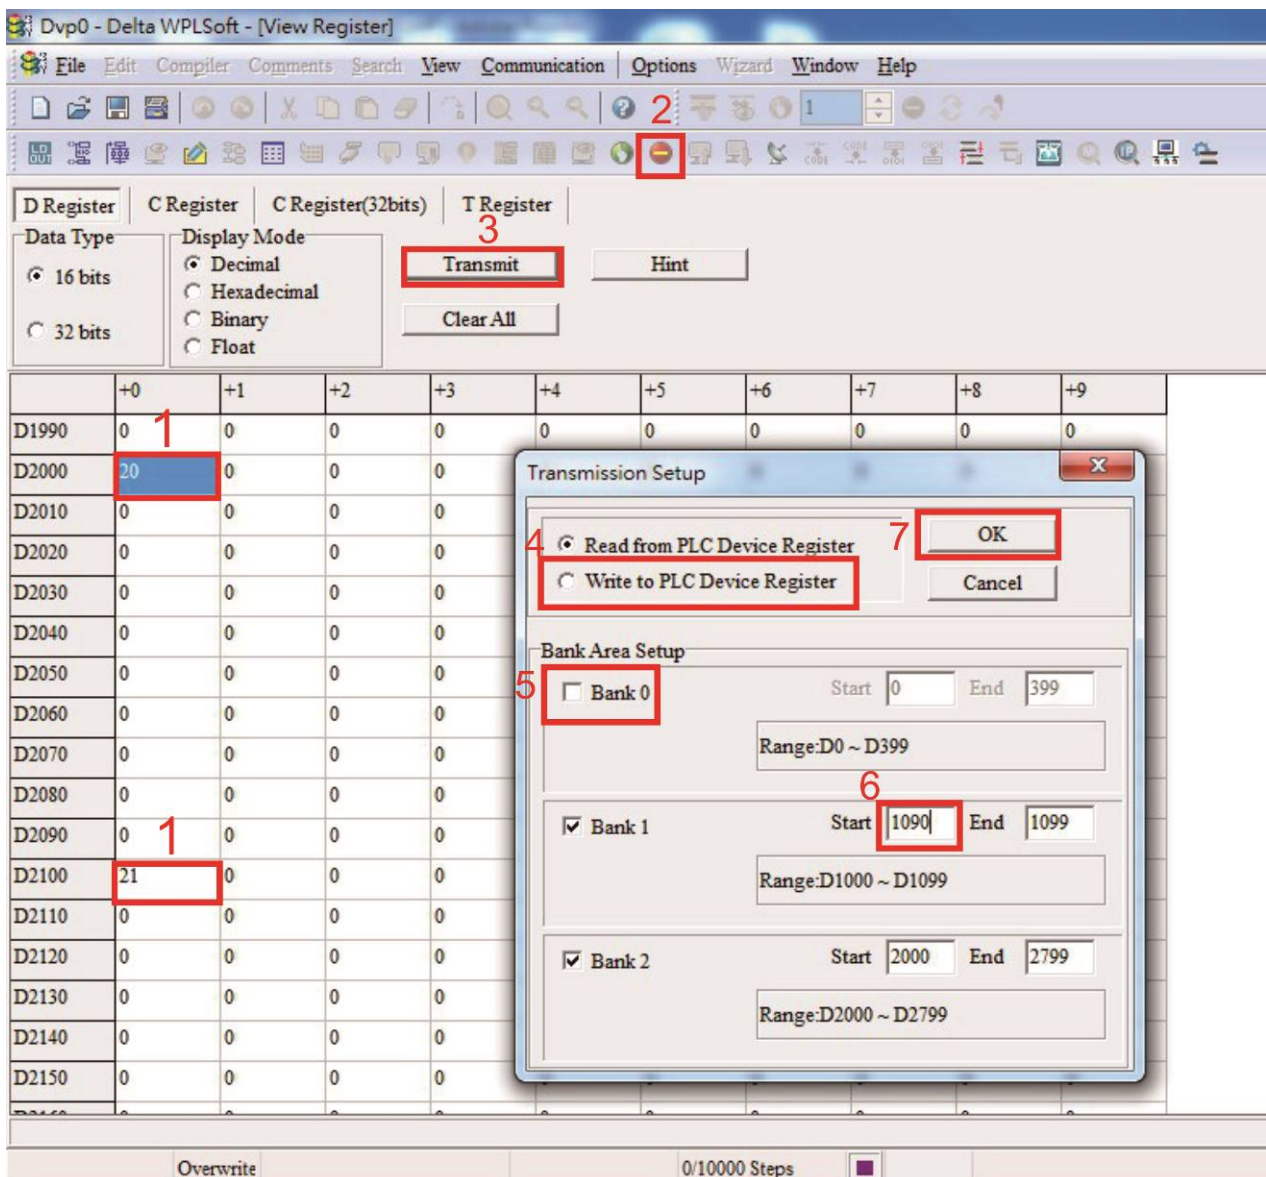 Dvp0 - Delta WPLSoft - [View Register]
File Edit Compiler Comments Search View Communication Options Wizard Window Help
2 1
LD OUT CODE CODE
D Register C Register C Register(32bits) T Register
3
Data Type Display Mode
16 bits Decimal Transmit Hint
Hexadecimal
32 bits Binary Clear All
Float
+0 +1 +2 +3 +4 +5 +6 +7 +8 +9
1
D1990 0 0 0 0 0 0 0 0 0 0
D2000 20 0 0 0
D2010 0 0 0 0
D2020 0 0 0 0
D2030 0 0 0 0
D2040 0 0 0 0
D2050 0 0 0 0
D2060 0 0 0 0
D2070 0 0 0 0
D2080 0 0 0 0
D2090 0 0 0 0
1
D2100 21 0 0 0
D2110 0 0 0 0
D2120 0 0 0 0
D2130 0 0 0 0
D2140 0 0 0 0
D2150 0 0 0 0
Transmission Setup
4 Read from PLC Device Register 7 OK
Write to PLC Device Register Cancel
Bank Area Setup
5 Bank 0 Start 0 End 399
Range:D0 ~ D399
6
Bank 1 Start 1090 End 1099
Range:D1000 ~ D1099
Bank 2 Start 2000 End 2799
Range:D2000 ~ D2799
Overwrite 0/10000 Steps